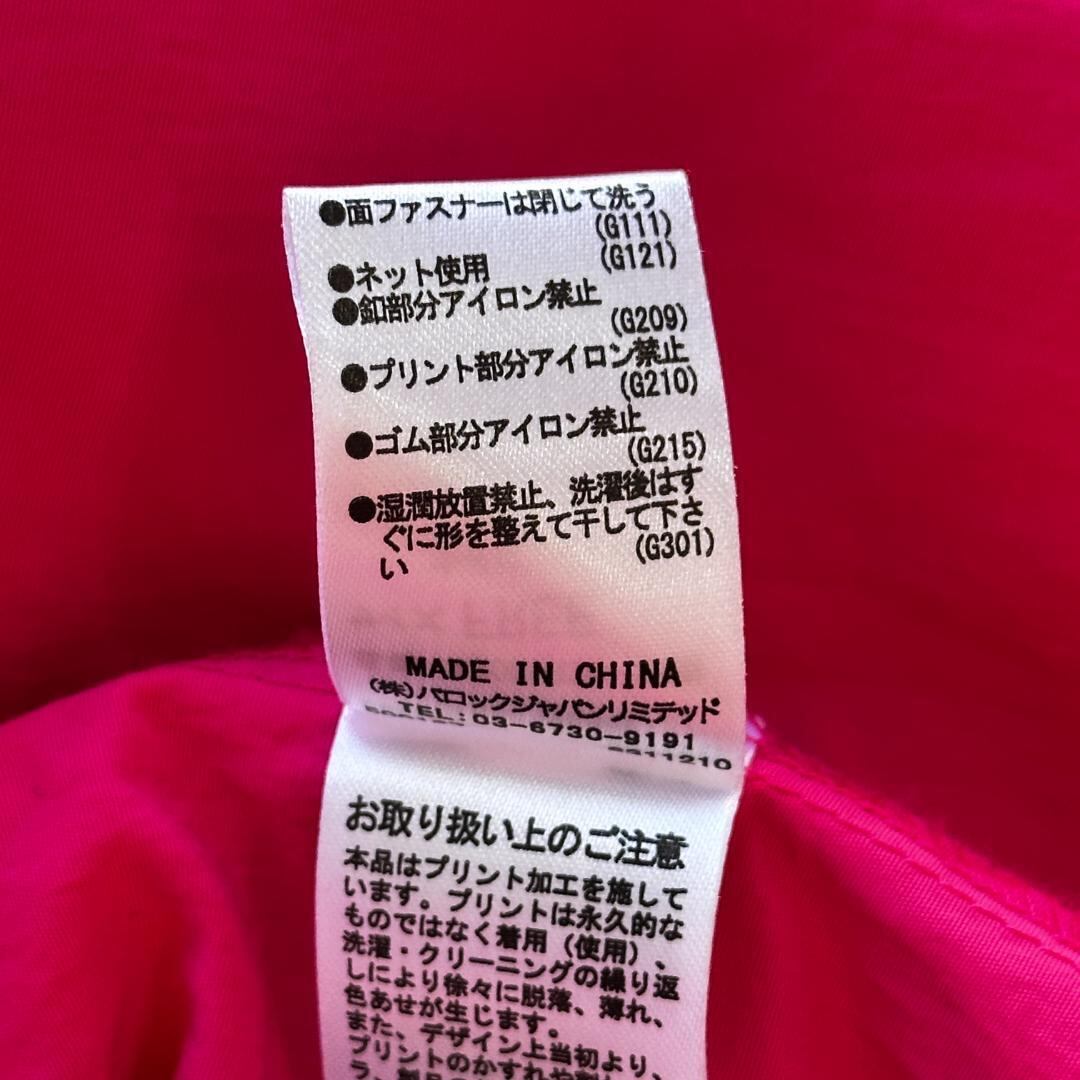 ●面ファスナーは閉じて洗う
(G111)
(G121)
●ネット使用
●釦部分アイロン禁止
(G209)
●プリント部分アイロン禁止
(G210)
●ゴム部分アイロン禁止
(G215)
●湿潤放置禁止、洗濯後はす
ぐに形を整えて干して下さ
い
(G301)
MADE IN CHINA
(株)バロックジャパンリミテッド
TEL:03-6730-9191
お取り扱い上のご注意
本品はプリント加工を施して
います。プリントは永久的な
ものではなく着用(使用)、
洗濯・クリーニングの繰り返
しにより徐々に脱落、薄れ、
色あせが生じます。
また、デザイン上当初より、
プリントのかすれや